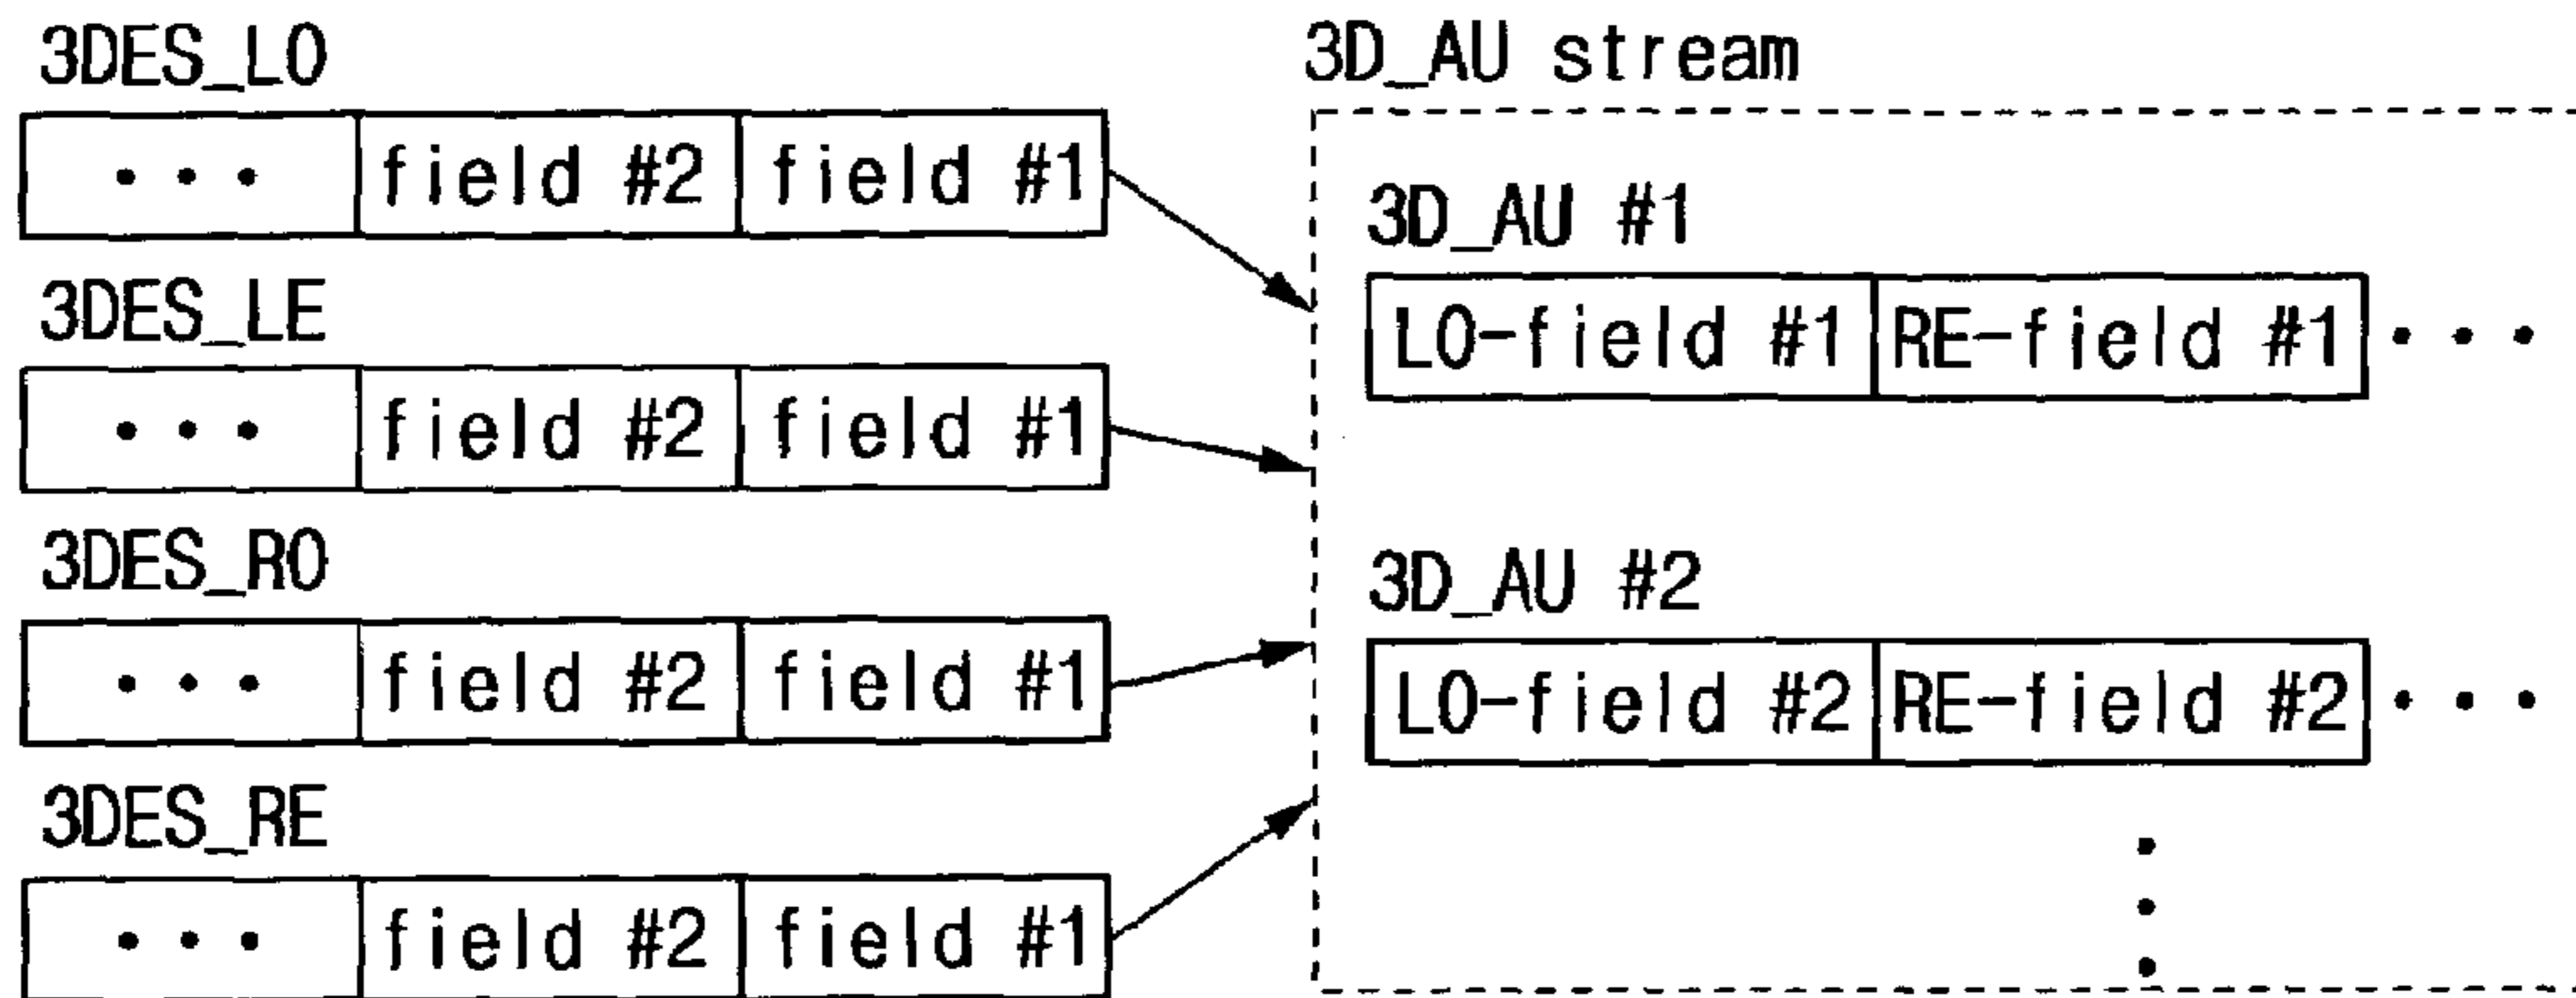 3DES_LO
• • • field #2 field #1
3DES_LE
• • • field #2 field #1
3DES_RO
• • • field #2 field #1
3DES_RE
• • • field #2 field #1
3D_AU stream
3D_AU #1
LO-field #1 RE-field #1 • • •
3D_AU #2
LO-field #2 RE-field #2 • • •